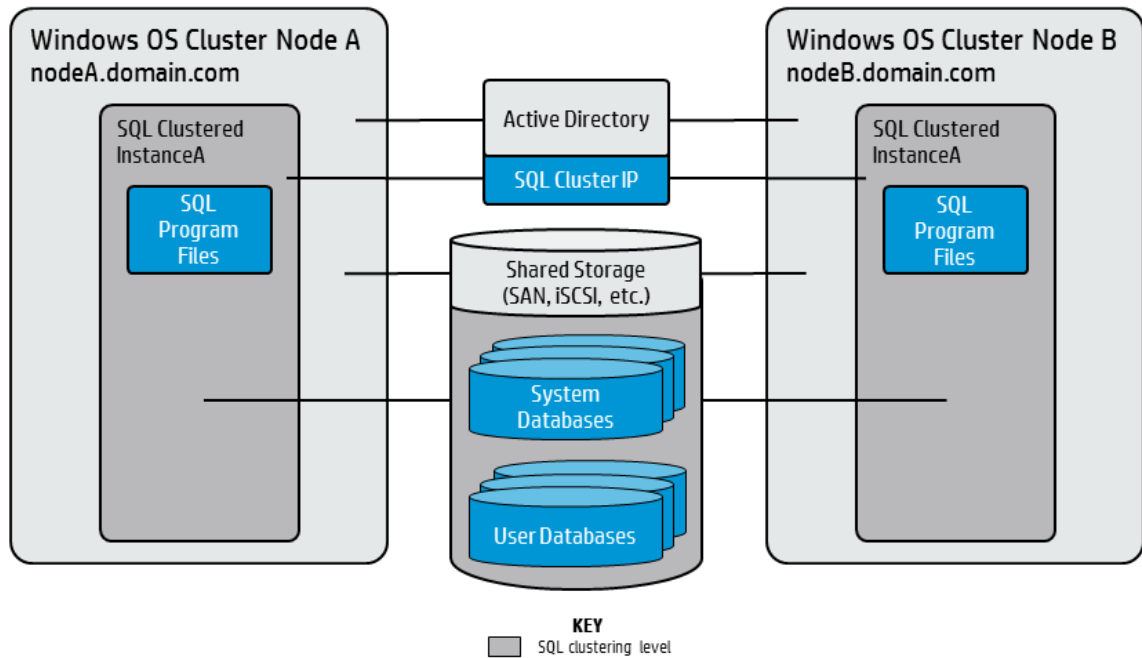 Windows OS Cluster Node A
nodeA.domain.com
SQL Clustered
InstanceA
SQL
Program
Files
Active Directory
SQL Cluster IP
Shared Storage
(SAN, iSCSI, etc.)
System
Databases
User Databases
Windows OS Cluster Node B
nodeB.domain.com
SQL Clustered
InstanceA
SQL
Program
Files
KEY
SQL clustering level